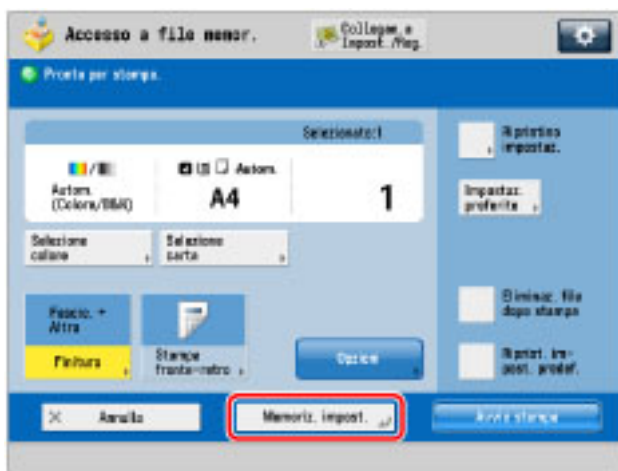 Accesso a file memor.
Collegam. a
Impost./Reg.
Pronta per stampa.
Selezionato:1
Autom.
(Colore/B&N)
Autom.
A4
1
Selezione
colore
Selezione
carta
Fascic. +
Altro
Finitura
Stampa
fronte-retro
Opzioni
Ripristino
impostaz.
Impostaz.
preferite
Eliminaz. file
dopo stampa
Riprist. im-
post. predef.
Annulla
Memoriz. impost.
Avvio stampa